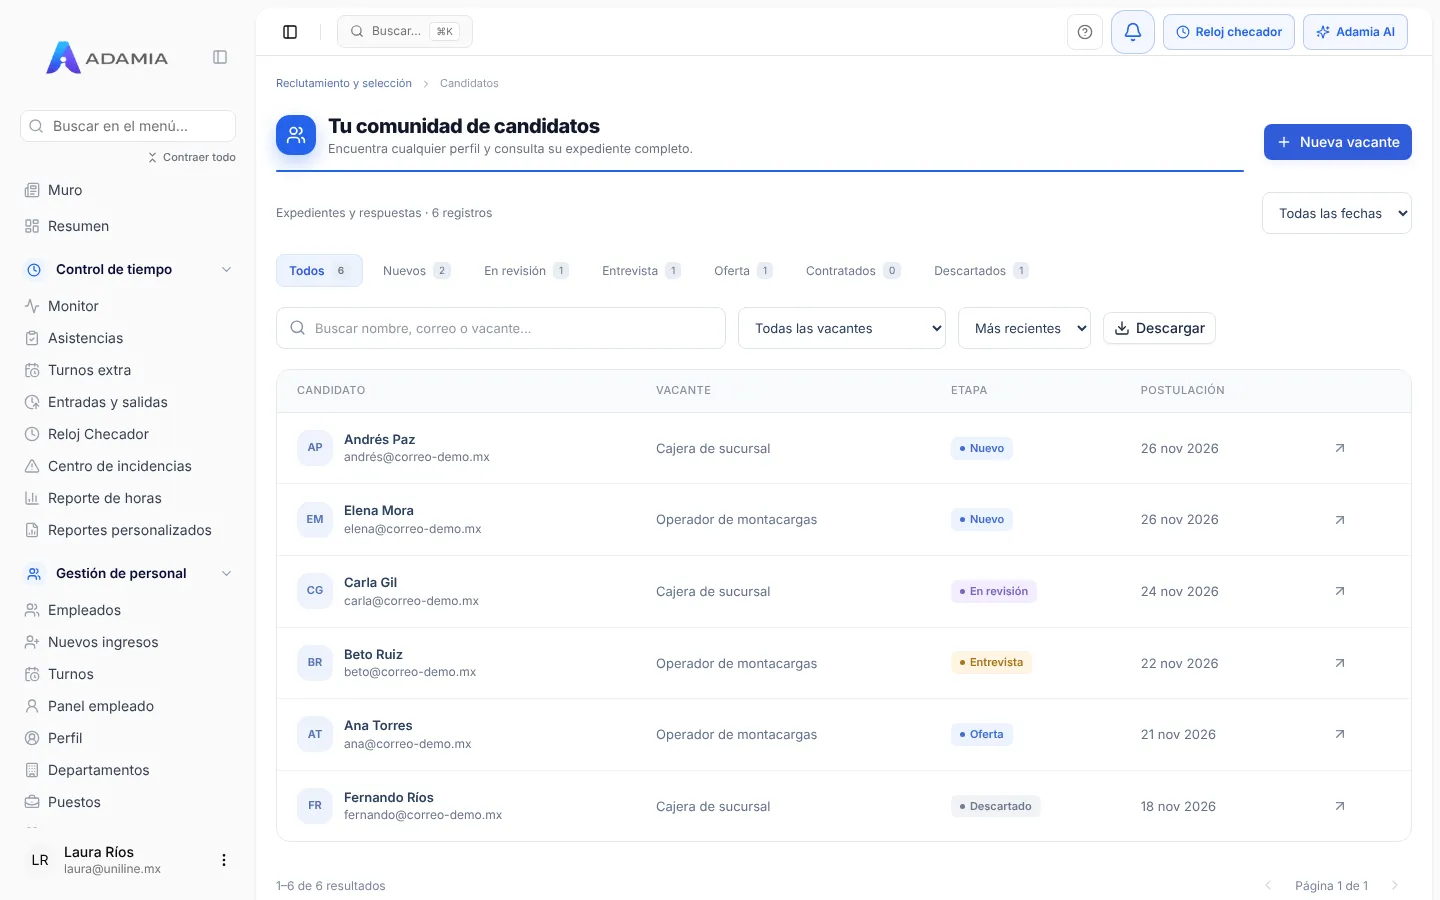 ADAMIA
Buscar en el menú...
Contraer todo
Muro
Resumen
Control de tiempo
Monitor
Asistencias
Turnos extra
Entradas y salidas
Reloj Checador
Centro de incidencias
Reporte de horas
Reportes personalizados
Gestión de personal
Empleados
Nuevos ingresos
Turnos
Panel empleado
Perfil
Departamentos
Puestos
LR
Laura Ríos
laura@uniline.mx
Buscar... ⌘K
Reloj checador
Adamia AI
Reclutamiento y selección > Candidatos
Tu comunidad de candidatos
Encuentra cualquier perfil y consulta su expediente completo.
+ Nueva vacante
Expedientes y respuestas · 6 registros
Todas las fechas
Todos 6
Nuevos 2
En revisión 1
Entrevista 1
Oferta 1
Contratados 0
Descartados 1
Buscar nombre, correo o vacante...
Todas las vacantes
Más recientes
Descargar
CANDIDATO VACANTE ETAPA POSTULACIÓN
AP Andrés Paz
andrés@correo-demo.mx
Cajera de sucursal
Nuevo
26 nov 2026
EM Elena Mora
elena@correo-demo.mx
Operador de montacargas
Nuevo
26 nov 2026
CG Carla Gil
carla@correo-demo.mx
Cajera de sucursal
En revisión
24 nov 2026
BR Beto Ruiz
beto@correo-demo.mx
Operador de montacargas
Entrevista
22 nov 2026
AT Ana Torres
ana@correo-demo.mx
Operador de montacargas
Oferta
21 nov 2026
FR Fernando Ríos
fernando@correo-demo.mx
Cajera de sucursal
Descartado
18 nov 2026
1–6 de 6 resultados
Página 1 de 1